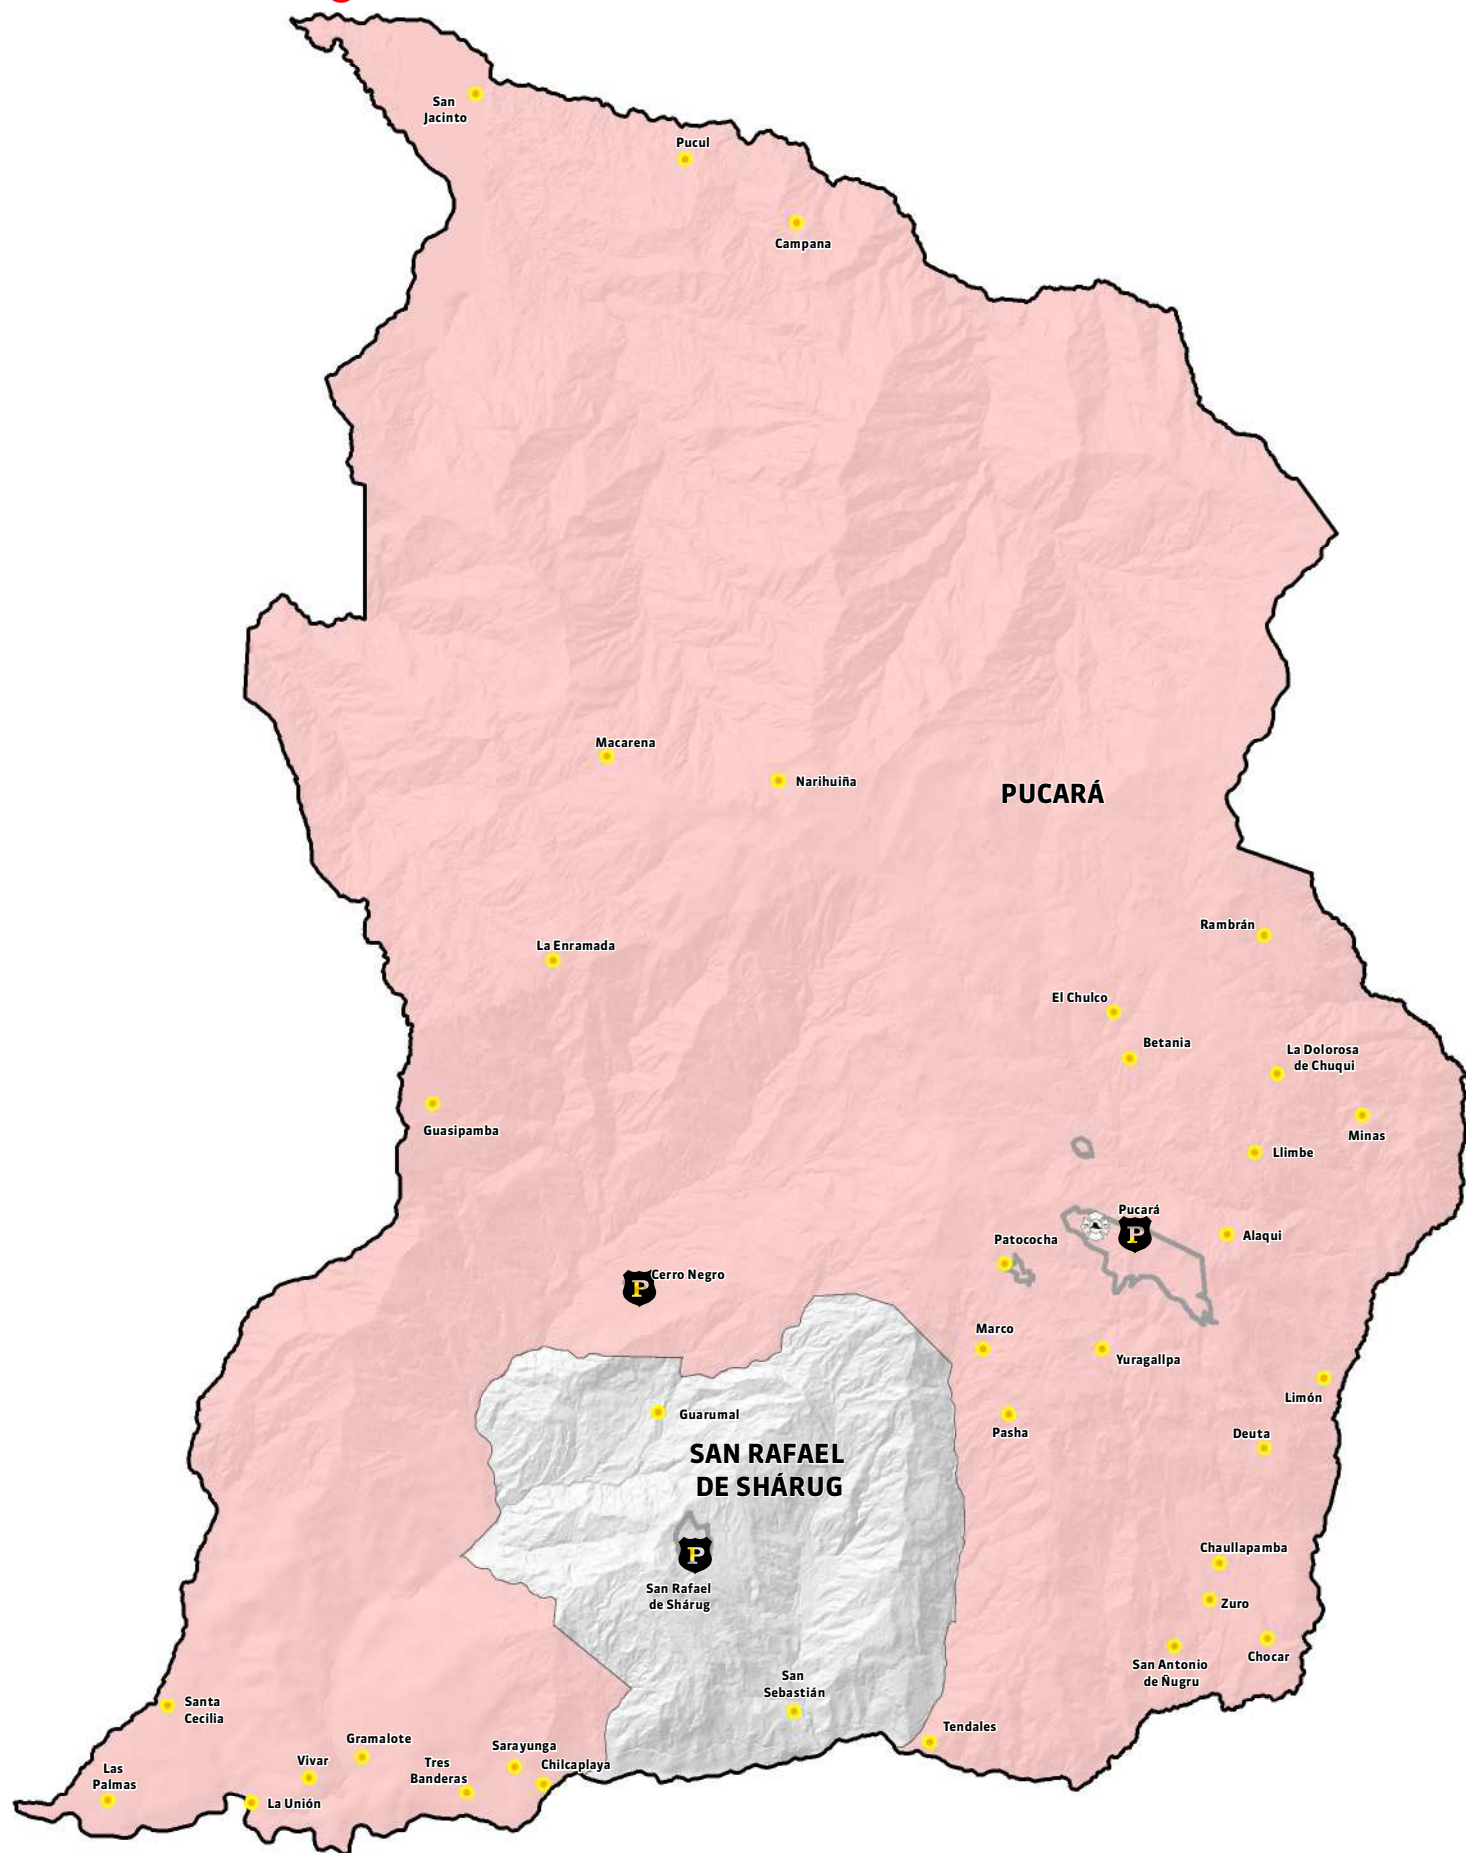 San
Jacinto
Pucul
Campana
Macarena
Narihuiña
PUCARÁ
Rambrán
La Enramada
El Chulco
Betania
La Dolorosa
de Chuqui
Guasipamba
Minas
Llimbe
Pucará
P
Alaqui
Patococha
Cerro Negro
P
Marco
Yuragallpa
Limón
Guarumal
Pasha
Deuta
SAN RAFAEL
DE SHÁRUG
P
San Rafael
de Shárug
Chaullapamba
Zuro
Chocar
San Antonio
de Ñugru
San
Sebastián
Santa
Cecilia
Tendales
Gramalote
Sarayunga
Vivar
Tres
Banderas
Chilcaplaya
Las
Palmas
La Unión